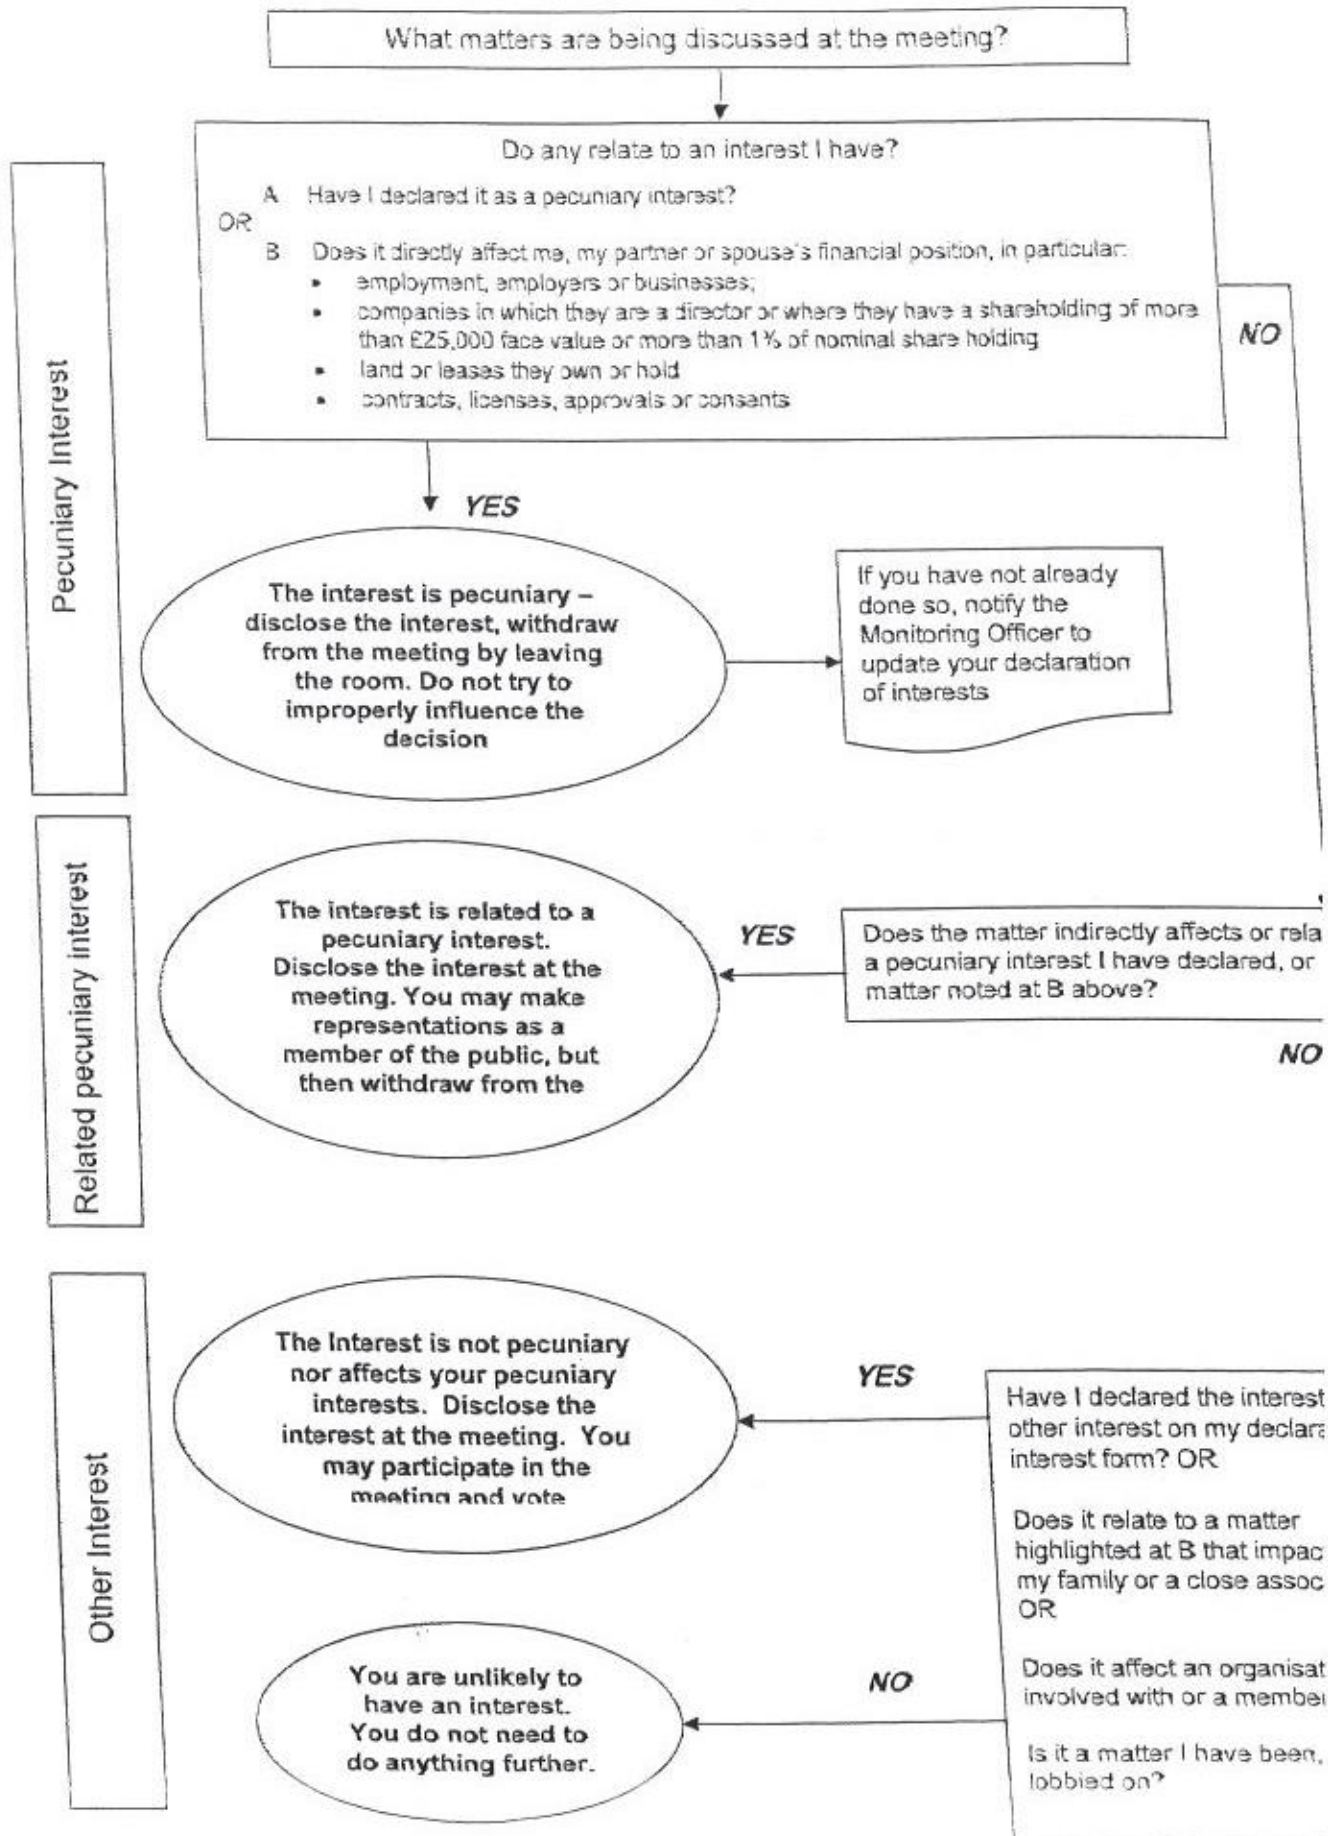 What matters are being discussed at the meeting?
Do any relate to an interest I have?
A Have I declared it as a pecuniary interest?
OR
B Does it directly affect me, my partner or spouse's financial position, in particular:
• employment, employers or businesses;
• companies in which they are a director or where they have a shareholding of more
than £25,000 face value or more than 1% of nominal share holding
• land or leases they own or hold
• contracts, licenses, approvals or consents
NO
Pecuniary Interest
YES
The interest is pecuniary –
disclose the interest, withdraw
from the meeting by leaving
the room. Do not try to
improperly influence the
decision
If you have not already
done so, notify the
Monitoring Officer to
update your declaration
of interests
Related pecuniary interest
The interest is related to a
pecuniary interest.
Disclose the interest at the
meeting. You may make
representations as a
member of the public, but
then withdraw from the
YES
Does the matter indirectly affects or rela
a pecuniary interest I have declared, or
matter noted at B above?
NO
Other Interest
The Interest is not pecuniary
nor affects your pecuniary
interests. Disclose the
interest at the meeting. You
may participate in the
meeting and vote
YES
Have I declared the interest
other interest on my declara
interest form? OR
Does it relate to a matter
highlighted at B that impac
my family or a close assoc
OR
Does it affect an organisat
involved with or a member
Is it a matter I have been,
lobbied on?
NO
You are unlikely to
have an interest.
You do not need to
do anything further.